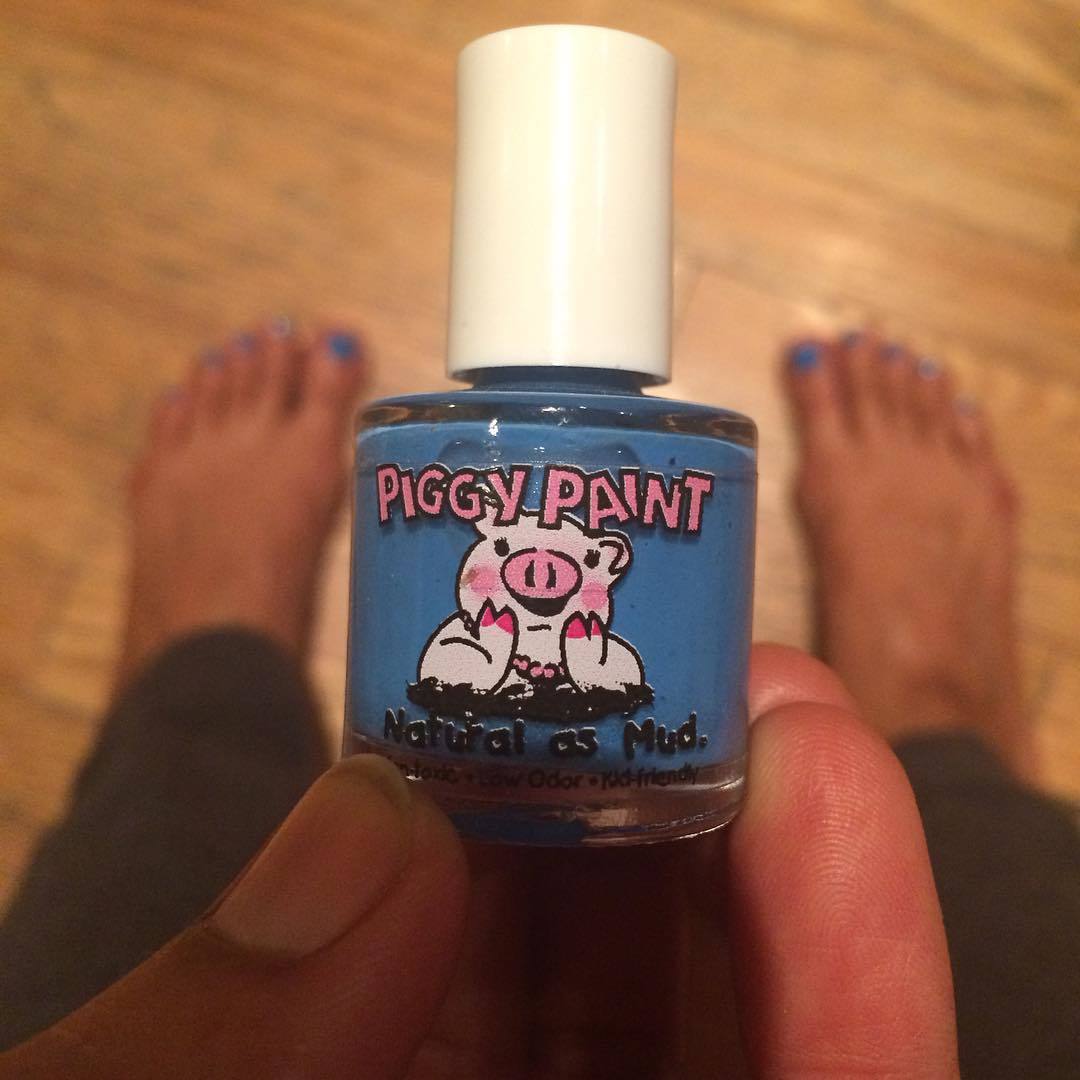 PIGGY PAINT
Natural as Mud.
• Low Odor • Kid-friendly